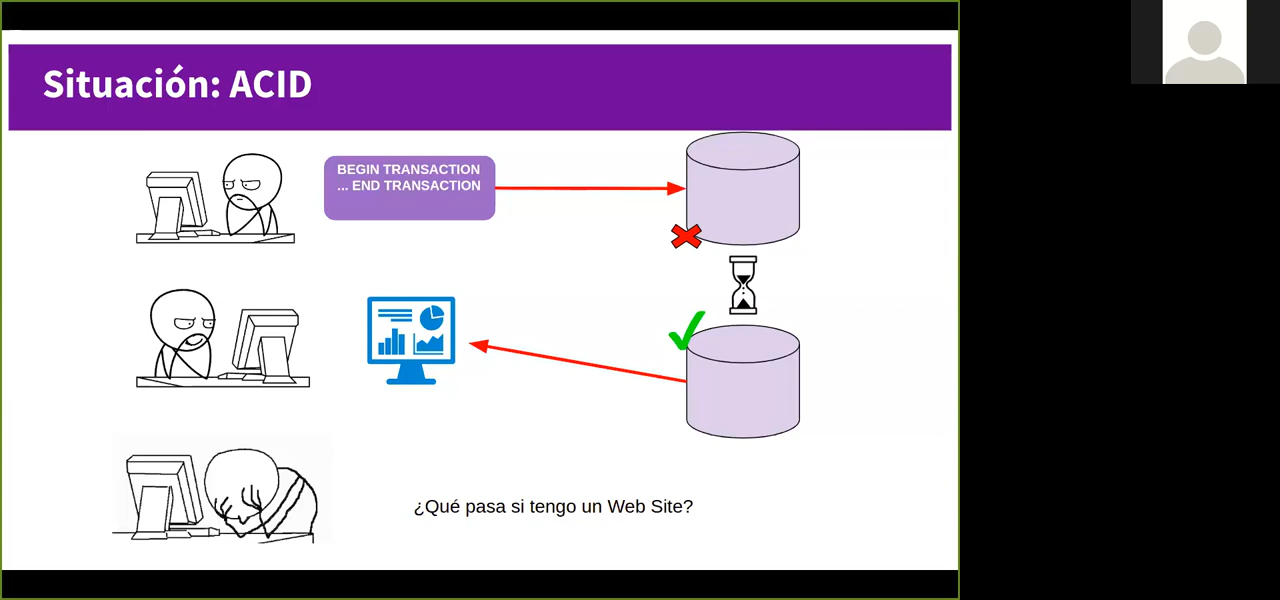 Situación: ACID
BEGIN TRANSACTION
... END TRANSACTION
¿Qué pasa si tengo un Web Site?